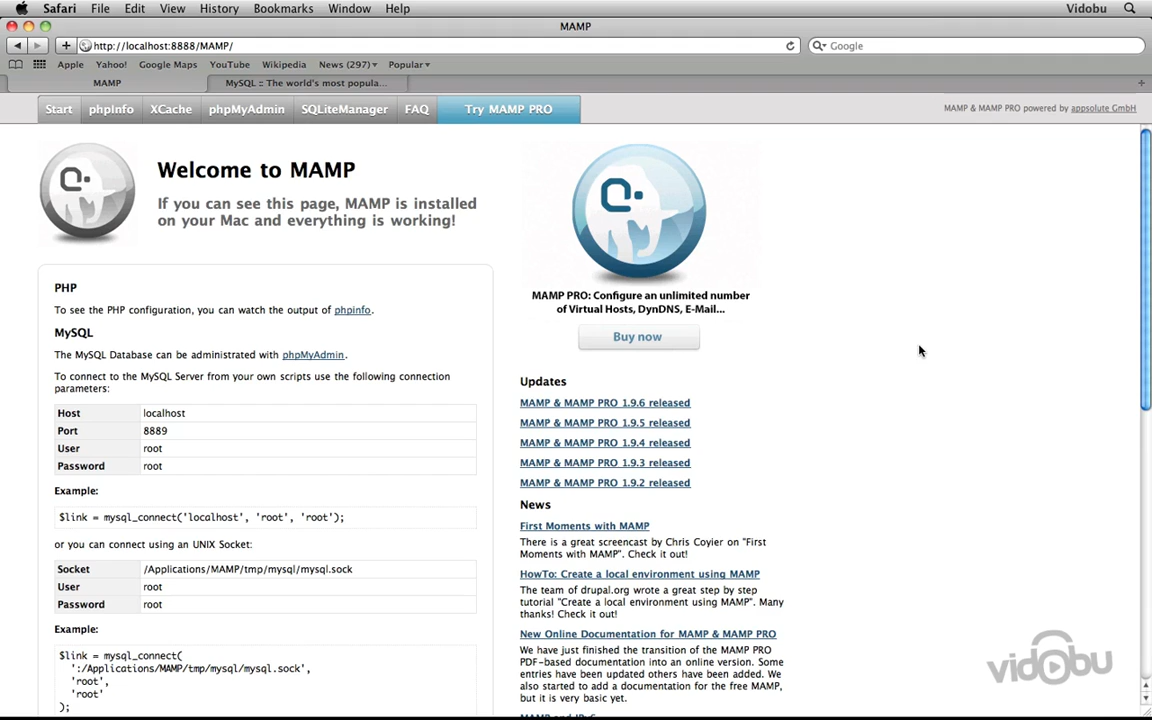 Safari File Edit View History Bookmarks Window Help Vidobu
MAMP
http://localhost:8888/MAMP/ Google
Apple Yahoo! Google Maps YouTube Wikipedia News (297) Popular
MAMP MySQL :: The world's most popula...
Start phpInfo XCache phpMyAdmin SQLiteManager FAQ Try MAMP PRO MAMP & MAMP PRO powered by appsolute GmbH
Welcome to MAMP
If you can see this page, MAMP is installed
on your Mac and everything is working!
PHP
To see the PHP configuration, you can watch the output of phpinfo.
MySQL
The MySQL Database can be administrated with phpMyAdmin.
To connect to the MySQL Server from your own scripts use the following connection
parameters:
Host localhost
Port 8889
User root
Password root
Example:
$link = mysql_connect('localhost', 'root', 'root');
or you can connect using an UNIX Socket:
Socket /Applications/MAMP/tmp/mysql/mysql.sock
User root
Password root
Example:
$link = mysql_connect(
':/Applications/MAMP/tmp/mysql/mysql.sock',
'root',
'root'
);
MAMP PRO: Configure an unlimited number
of Virtual Hosts, DynDNS, E-Mail...
Buy now
Updates
MAMP & MAMP PRO 1.9.6 released
MAMP & MAMP PRO 1.9.5 released
MAMP & MAMP PRO 1.9.4 released
MAMP & MAMP PRO 1.9.3 released
MAMP & MAMP PRO 1.9.2 released
News
First Moments with MAMP
There is a great screencast by Chris Coyier on "First
Moments with MAMP". Check it out!
HowTo: Create a local environment using MAMP
The team of drupal.org wrote a great step by step
tutorial "Create a local environment using MAMP". Many
thanks! Check it out!
New Online Documentation for MAMP & MAMP PRO
We have just finished the transition of the MAMP PRO
PDF-based documentation into an online version. Some
entries have been updated others have been added. We
also started to add a documentation for the free MAMP,
but it is very basic yet.
MAMP and IPv6
vidobu